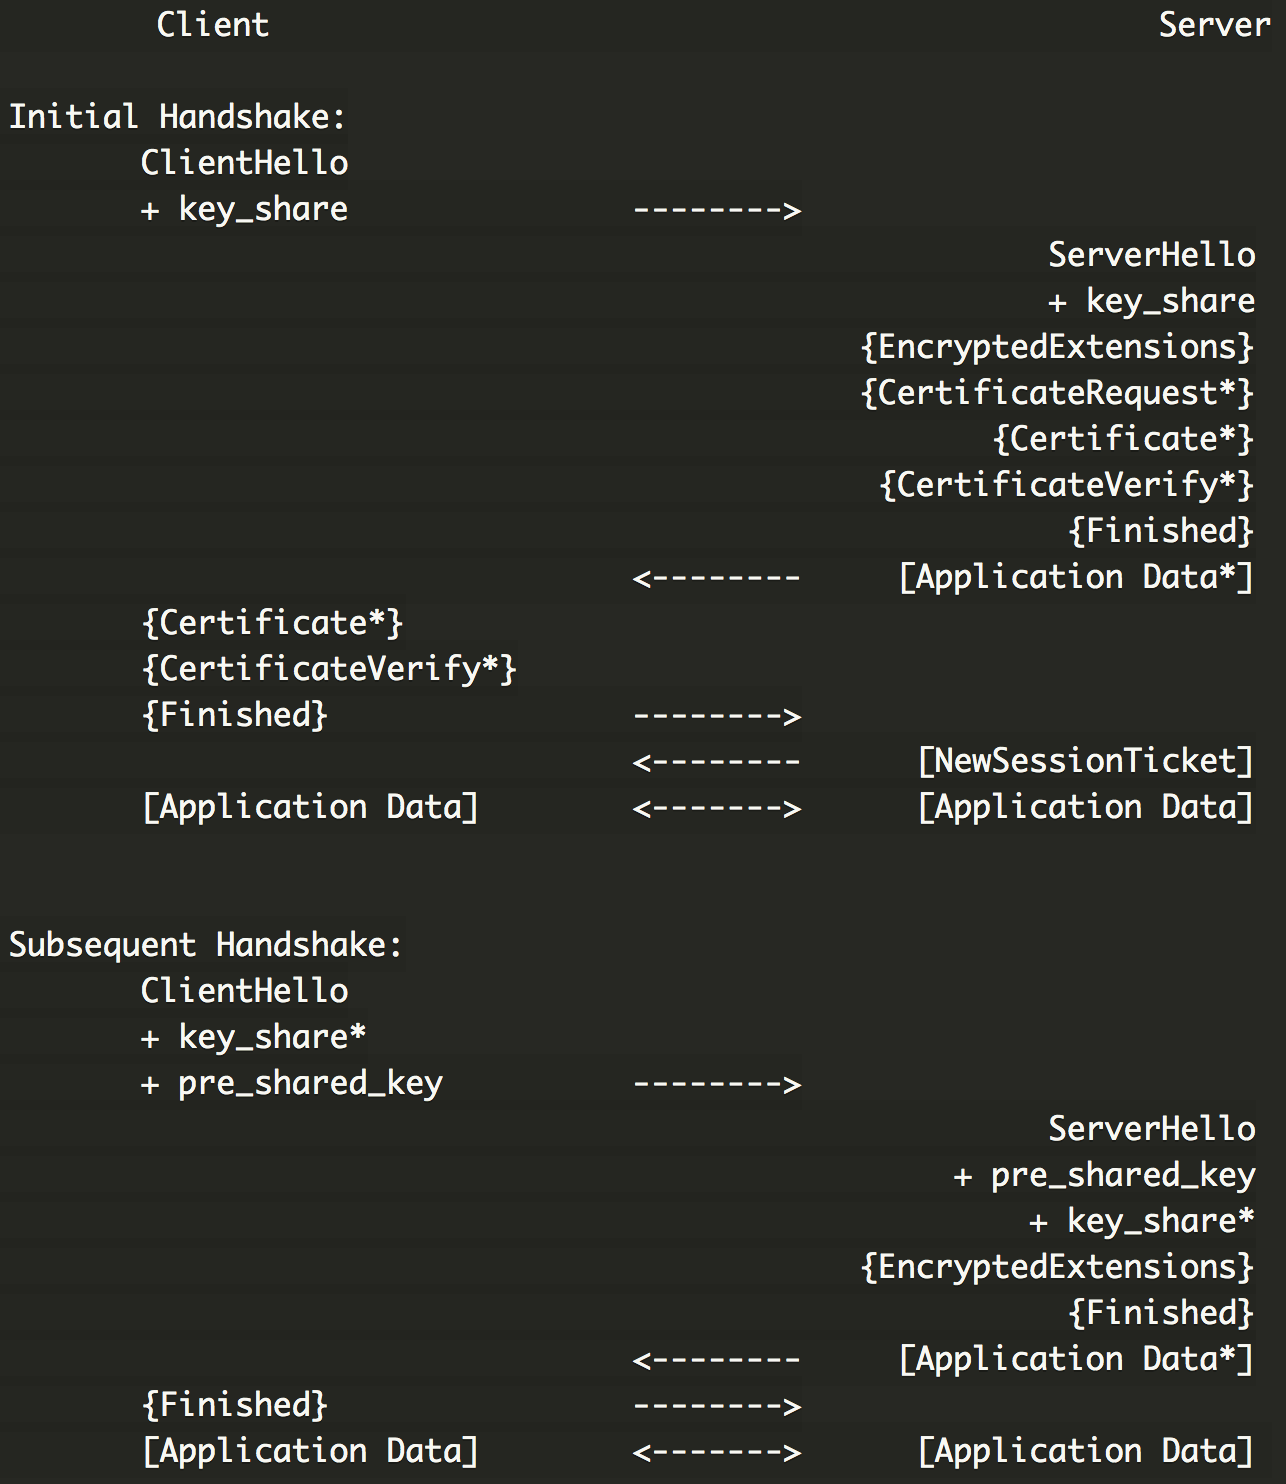 Client Server
Initial Handshake:
ClientHello
+ key_share -------->
ServerHello
+ key_share
{EncryptedExtensions}
{CertificateRequest*}
{Certificate*}
{CertificateVerify*}
{Finished}
<-------- [Application Data*]
{Certificate*}
{CertificateVerify*}
{Finished} -------->
<-------- [NewSessionTicket]
[Application Data] <-------> [Application Data]
Subsequent Handshake:
ClientHello
+ key_share*
+ pre_shared_key -------->
ServerHello
+ pre_shared_key
+ key_share*
{EncryptedExtensions}
{Finished}
<-------- [Application Data*]
{Finished} -------->
[Application Data] <-------> [Application Data]